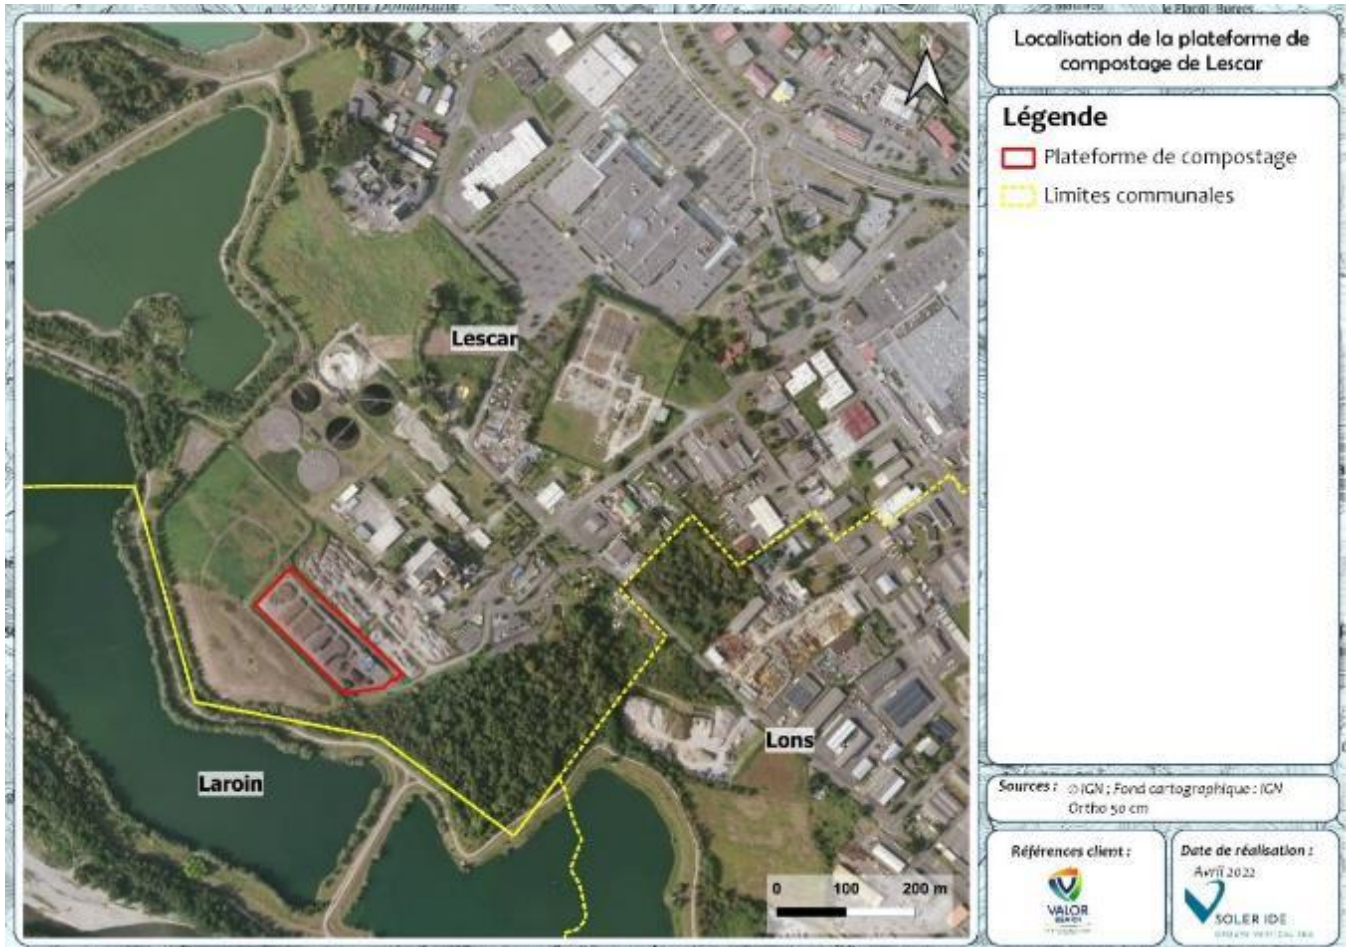 Localisation de la plateforme de
compostage de Lescar
Légende
Plateforme de compostage
Limites communales
N
Lescar
Lons
Laroin
0 100 200 m
Sources : © IGN ; Fond cartographique : IGN
Ortho 50 cm
Références client :
VALOR
BÉARN
Date de réalisation :
Avril 2022
SOLER IDE